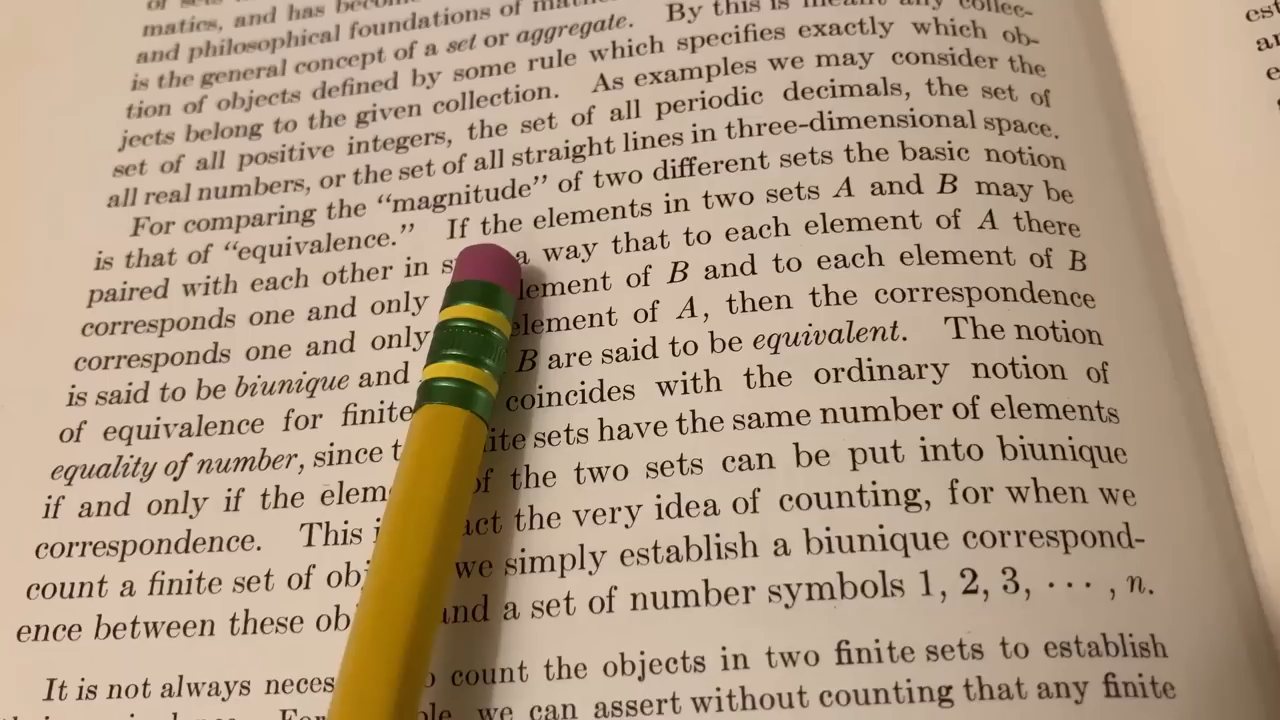 matics, and has
and philosophical foundations of
is the general concept of a set or aggregate. By this is meant any collec-
tion of objects defined by some rule which specifies exactly which ob-
jects belong to the given collection. As examples we may consider the
set of all positive integers, the set of all periodic decimals, the set of
all real numbers, or the set of all straight lines in three-dimensional space.
For comparing the “magnitude” of two different sets the basic notion
is that of “equivalence.” If the elements in two sets A and B may be
paired with each other in a way that to each element of A there
corresponds one and only element of B and to each element of B
corresponds one and only element of A, then the correspondence
is said to be biunique and B are said to be equivalent. The notion
of equivalence for finite coincides with the ordinary notion of
equality of number, since sets have the same number of elements
if and only if the of the two sets can be put into biunique
correspondence. This the very idea of counting, for when we
count a finite set of we simply establish a biunique correspond-
ence between these and a set of number symbols 1, 2, 3, · · · , n.
It is not always count the objects in two finite sets to establish
we can assert without counting that any finite